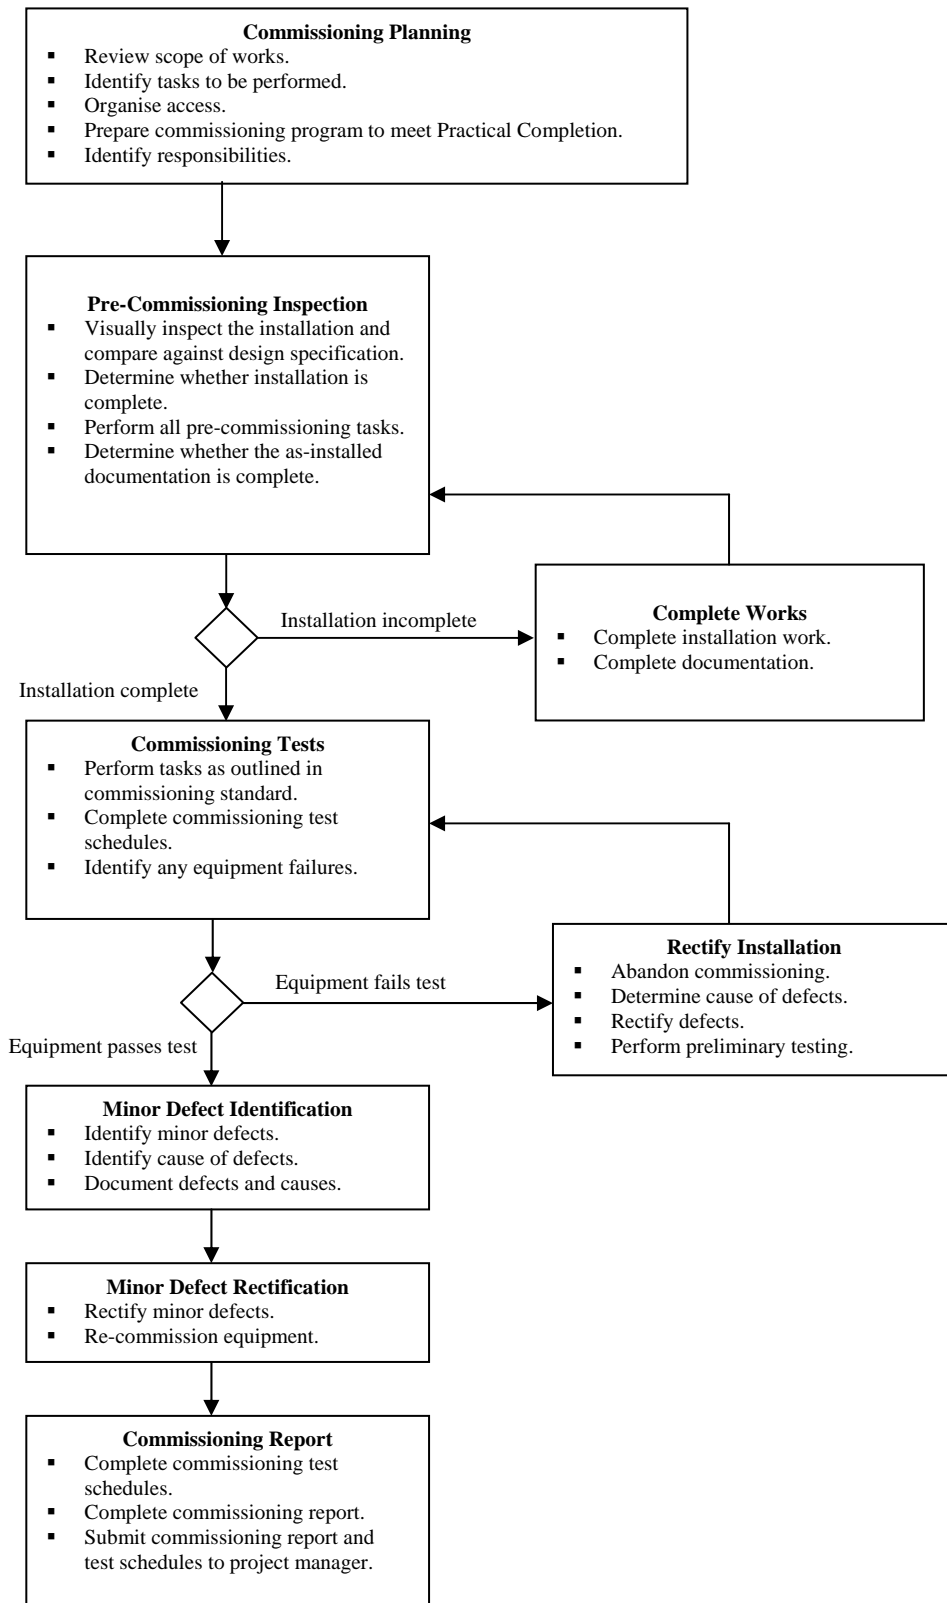 Commissioning Planning
▪ Review scope of works.
▪ Identify tasks to be performed.
▪ Organise access.
▪ Prepare commissioning program to meet Practical Completion.
▪ Identify responsibilities.
Pre-Commissioning Inspection
▪ Visually inspect the installation and
compare against design specification.
▪ Determine whether installation is
complete.
▪ Perform all pre-commissioning tasks.
▪ Determine whether the as-installed
documentation is complete.
Installation incomplete
Complete Works
▪ Complete installation work.
▪ Complete documentation.
Installation complete
Commissioning Tests
▪ Perform tasks as outlined in
commissioning standard.
▪ Complete commissioning test
schedules.
▪ Identify any equipment failures.
Equipment fails test
Rectify Installation
▪ Abandon commissioning.
▪ Determine cause of defects.
▪ Rectify defects.
▪ Perform preliminary testing.
Equipment passes test
Minor Defect Identification
▪ Identify minor defects.
▪ Identify cause of defects.
▪ Document defects and causes.
Minor Defect Rectification
▪ Rectify minor defects.
▪ Re-commission equipment.
Commissioning Report
▪ Complete commissioning test
schedules.
▪ Complete commissioning report.
▪ Submit commissioning report and
test schedules to project manager.